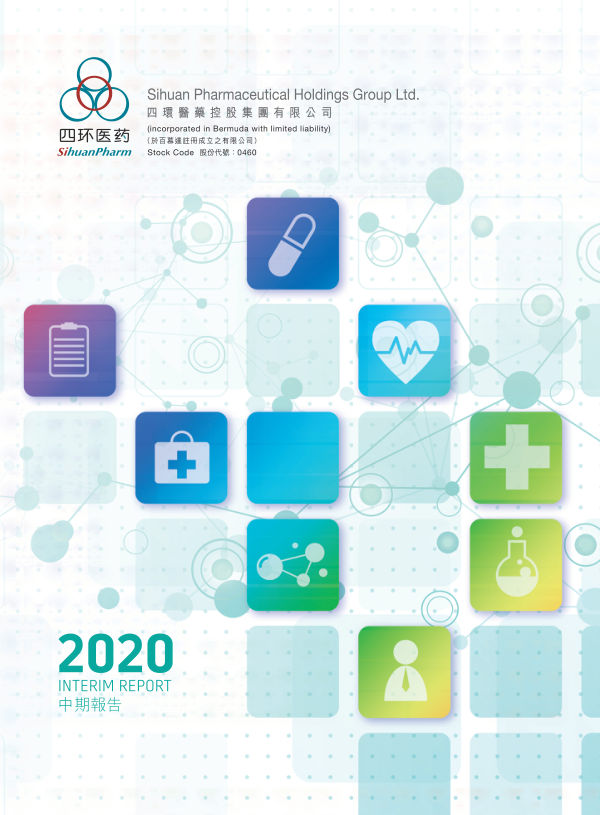 四环医药
SihuanPharm
Sihuan Pharmaceutical Holdings Group Ltd.
四環醫藥控股集團有限公司
(incorporated in Bermuda with limited liability)
（於百慕達註冊成立之有限公司）
Stock Code 股份代號：0460
2020
INTERIM REPORT
中期報告